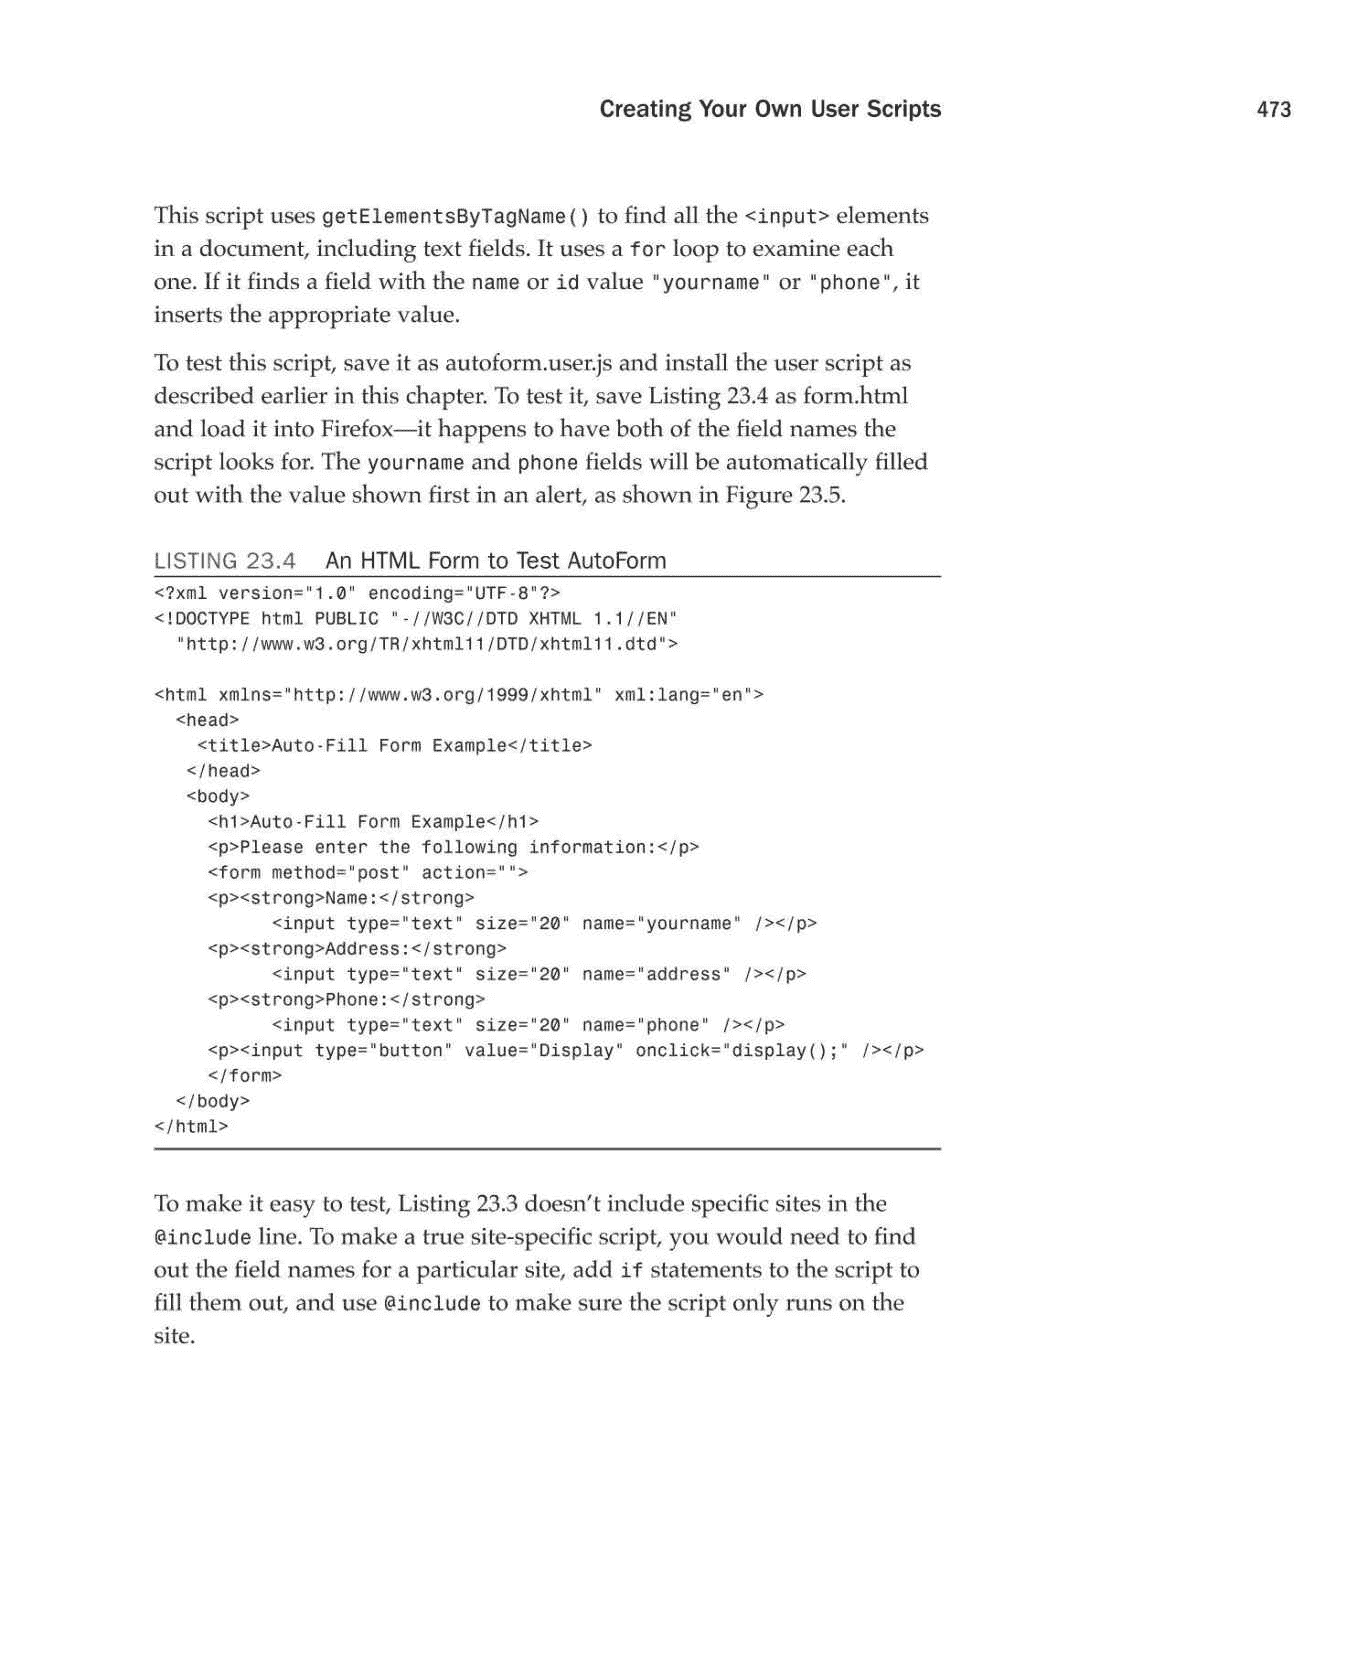 Creating Your Own User Scripts 473
This script uses getElementsByTagName() to find all the <input> elements
in a document, including text fields. It uses a for loop to examine each
one. If it finds a field with the name or id value "yourname" or "phone", it
inserts the appropriate value.
To test this script, save it as autoform.user.js and install the user script as
described earlier in this chapter. To test it, save Listing 23.4 as form.html
and load it into Firefox—it happens to have both of the field names the
script looks for. The yourname and phone fields will be automatically filled
out with the value shown first in an alert, as shown in Figure 23.5.
LISTING 23.4 An HTML Form to Test AutoForm
<?xml version="1.0" encoding="UTF-8"?>
<!DOCTYPE html PUBLIC "-//W3C//DTD XHTML 1.1//EN"
  "http://www.w3.org/TR/xhtml11/DTD/xhtml11.dtd">
<html xmlns="http://www.w3.org/1999/xhtml" xml:lang="en">
  <head>
    <title>Auto-Fill Form Example</title>
   </head>
   <body>
     <h1>Auto-Fill Form Example</h1>
     <p>Please enter the following information:</p>
     <form method="post" action="">
     <p><strong>Name:</strong>
           <input type="text" size="20" name="yourname" /></p>
     <p><strong>Address:</strong>
           <input type="text" size="20" name="address" /></p>
     <p><strong>Phone:</strong>
           <input type="text" size="20" name="phone" /></p>
     <p><input type="button" value="Display" onclick="display();" /></p>
     </form>
  </body>
</html>
To make it easy to test, Listing 23.3 doesn't include specific sites in the
@include line. To make a true site-specific script, you would need to find
out the field names for a particular site, add if statements to the script to
fill them out, and use @include to make sure the script only runs on the
site.